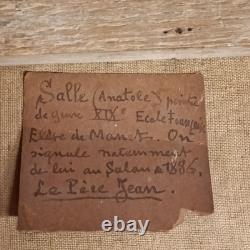 Salle (Anatole) peintre
de genre XIXe Ecole Française
Elève de Manet. On
signale notamment
de lui au Salon de 1886,
Le Père Jean.
ebay